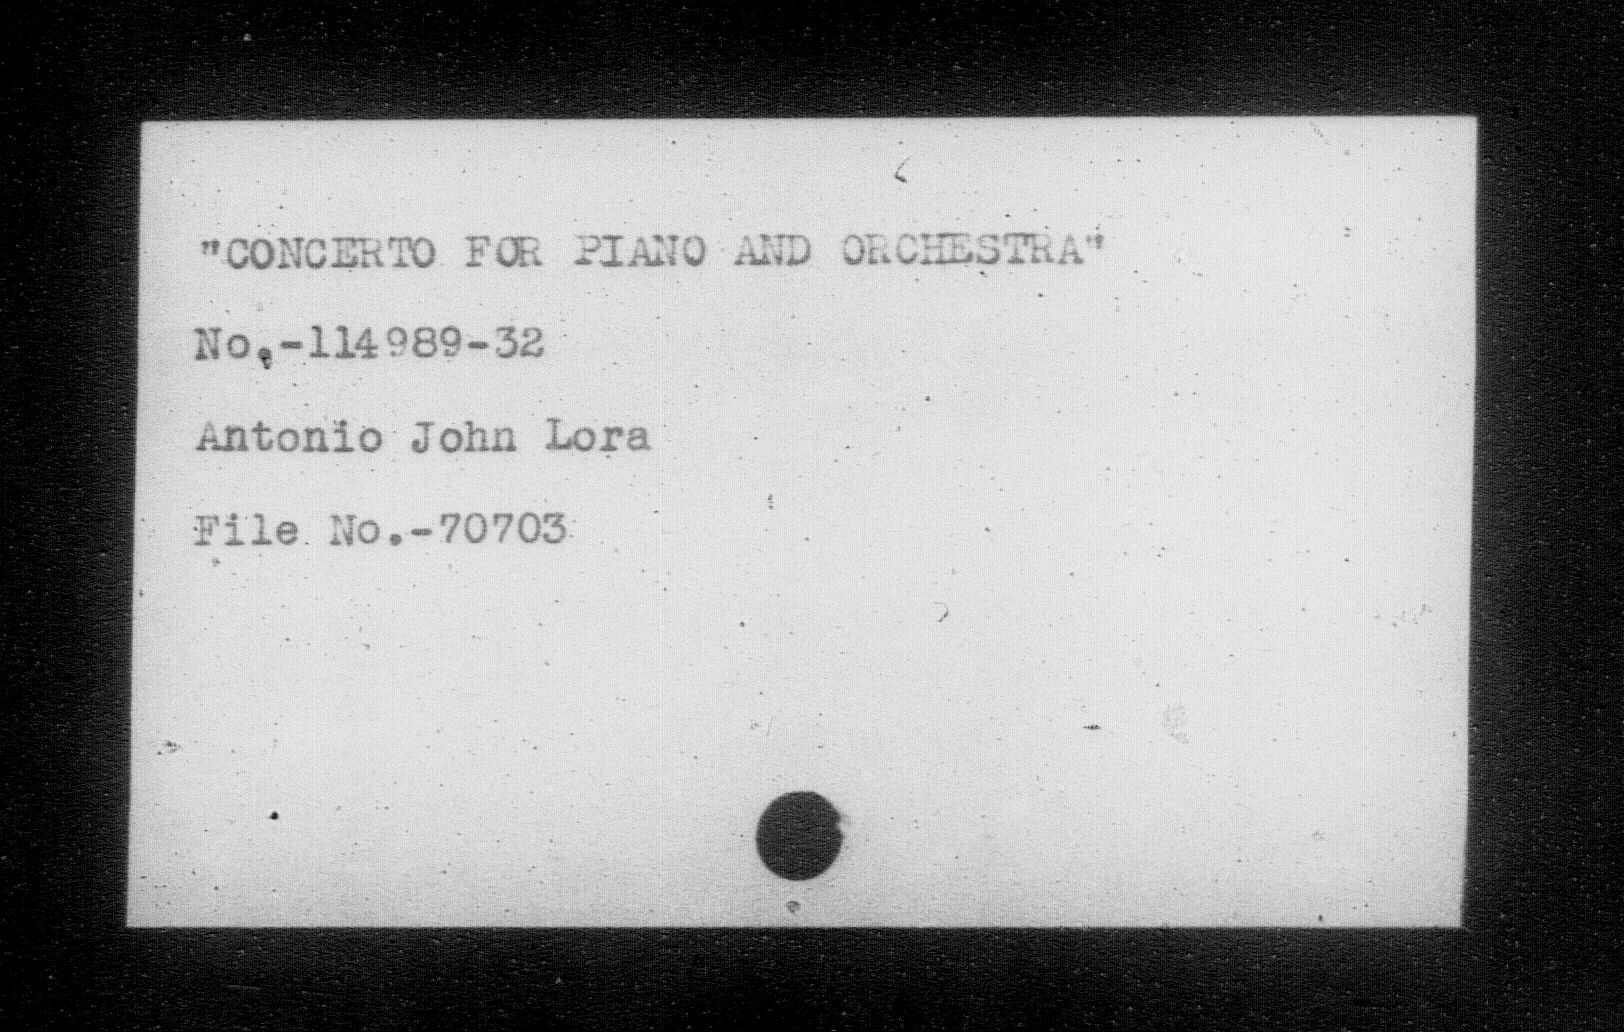 "CONCERTO FOR PIANO AND ORCHESTRA"
No.-114989-32
Antonio John Lora
File No.-70703